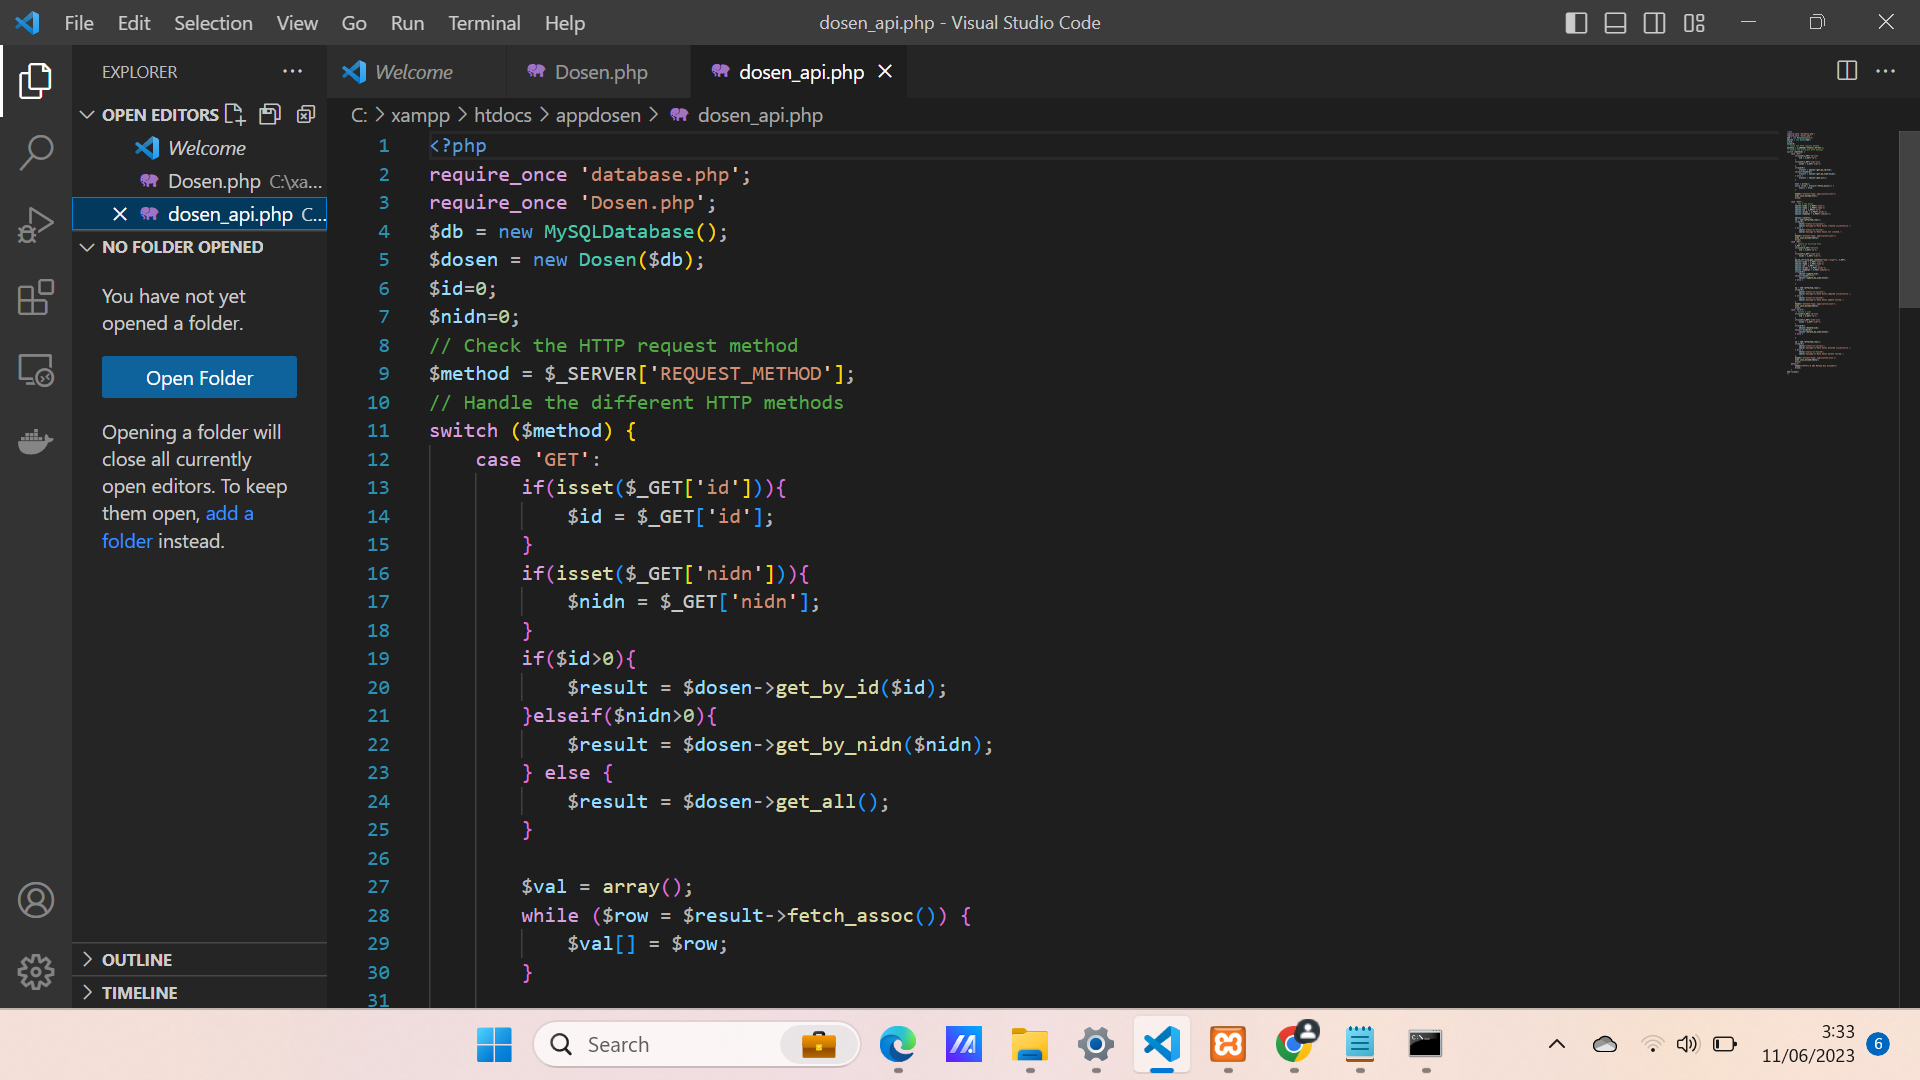 File Edit Selection View Go Run Terminal Help
dosen_api.php - Visual Studio Code
EXPLORER
OPEN EDITORS
Welcome
Dosen.php C:\xa...
dosen_api.php C...
NO FOLDER OPENED
You have not yet
opened a folder.
Open Folder
Opening a folder will
close all currently
open editors. To keep
them open, add a
folder instead.
OUTLINE
TIMELINE
Welcome
Dosen.php
dosen_api.php
C: > xampp > htdocs > appdosen > dosen_api.php
1 <?php
2 require_once 'database.php';
3 require_once 'Dosen.php';
4 $db = new MySQLDatabase();
5 $dosen = new Dosen($db);
6 $id=0;
7 $nidn=0;
8 // Check the HTTP request method
9 $method = $_SERVER['REQUEST_METHOD'];
10 // Handle the different HTTP methods
11 switch ($method) {
12 case 'GET':
13 if(isset($_GET['id'])){
14 $id = $_GET['id'];
15 }
16 if(isset($_GET['nidn'])){
17 $nidn = $_GET['nidn'];
18 }
19 if($id>0){
20 $result = $dosen->get_by_id($id);
21 }elseif($nidn>0){
22 $result = $dosen->get_by_nidn($nidn);
23 } else {
24 $result = $dosen->get_all();
25 }
26
27 $val = array();
28 while ($row = $result->fetch_assoc()) {
29 $val[] = $row;
30 }
31
Search
3:33
11/06/2023
6